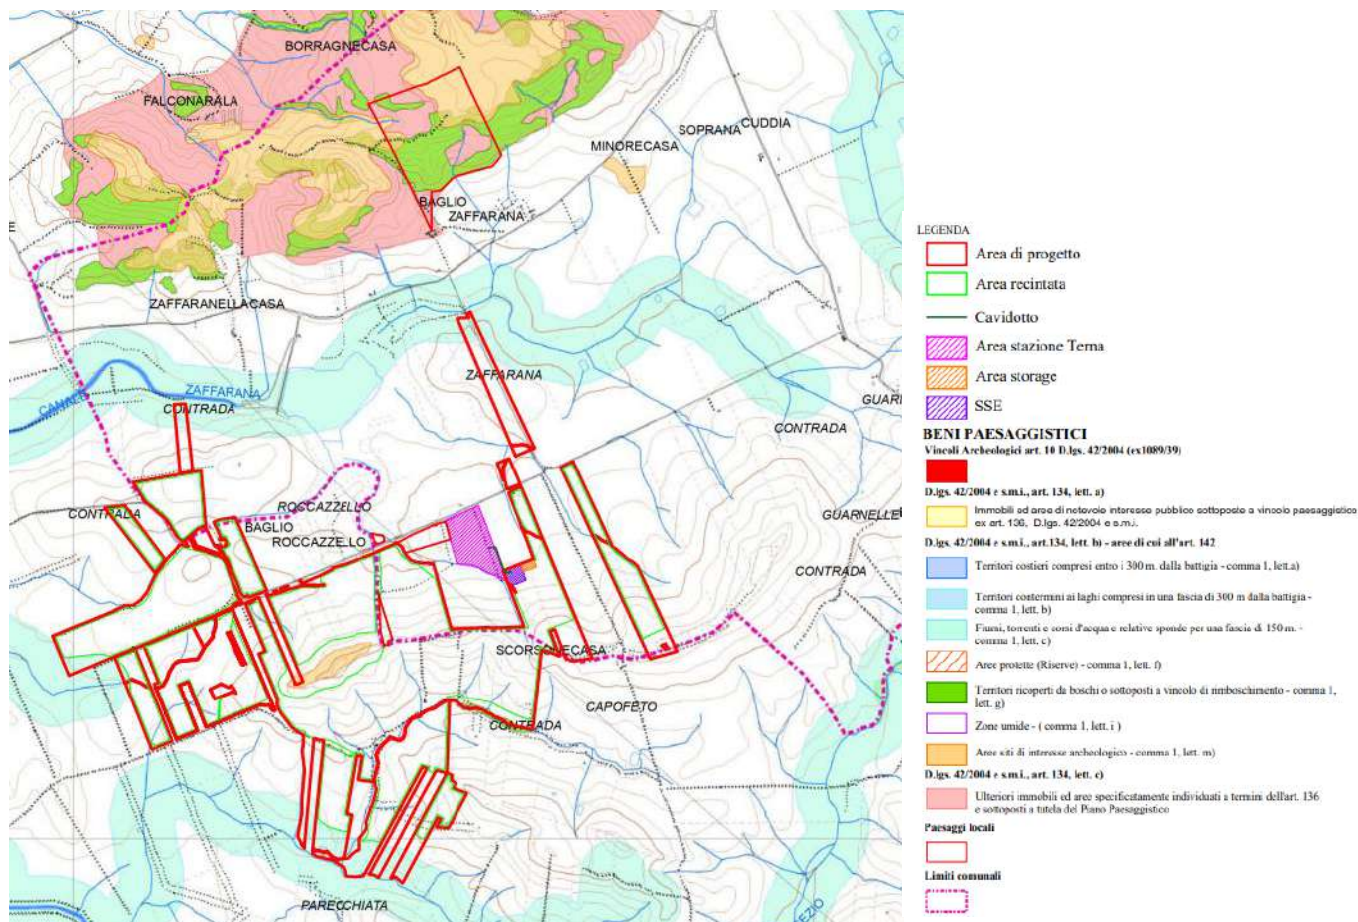 BORRAGNECASA
FALCONARALA
SOPRANA
CUDDIA
MINORECASA
BAGLIO
ZAFFARANA
E
ZAFFARANELLACASA
ZAFFARANA
CANALE
ZAFFARANA
CONTRADA
GUARI
CONTRADA
ROCCAZZELLO
CONTRADA
BAGLIO
ROCCAZZELLO
GUARNELLE
CONTRADA
SCORSONECASA
CAPOFETO
CONTRADA
PARECCHIATA
LEGENDA
Area di progetto
Area recintata
Cavidotto
Area stazione Terna
Area storage
SSE
BENI PAESAGGISTICI
Vincoli Archeologici art. 10 D.lgs. 42/2004 (ex1089/39)
D.lgs. 42/2004 e s.m.i., art. 134, lett. a)
Immobili ed aree di notevole interesse pubblico sottoposte a vincolo paesaggistico
ex art. 136, D.lgs. 42/2004 e s.m.i.
D.lgs. 42/2004 e s.m.i., art.134, lett. b) - aree di cui all'art. 142
Territori costieri compresi entro i 300 m. dalla battigia - comma 1, lett.a)
Territori contermini ai laghi compresi in una fascia di 300 m dalla battigia -
comma 1, lett. b)
Fiumi, torrenti e corsi d'acqua e relative sponde per una fascia di 150 m. -
comma 1, lett. c)
Aree protette (Riserve) - comma 1, lett. f)
Territori ricoperti da boschi o sottoposti a vincolo di rimboschimento - comma 1,
lett. g)
Zone umide - ( comma 1, lett. i )
Aree siti di interesse archeologico - comma 1, lett. m)
D.lgs. 42/2004 e s.m.i., art. 134, lett. c)
Ulteriori immobili ed aree specificatamente individuati a termini dell'art. 136
e sottoposti a tutela del Piano Paesaggistico
Paesaggi locali
Limiti comunali